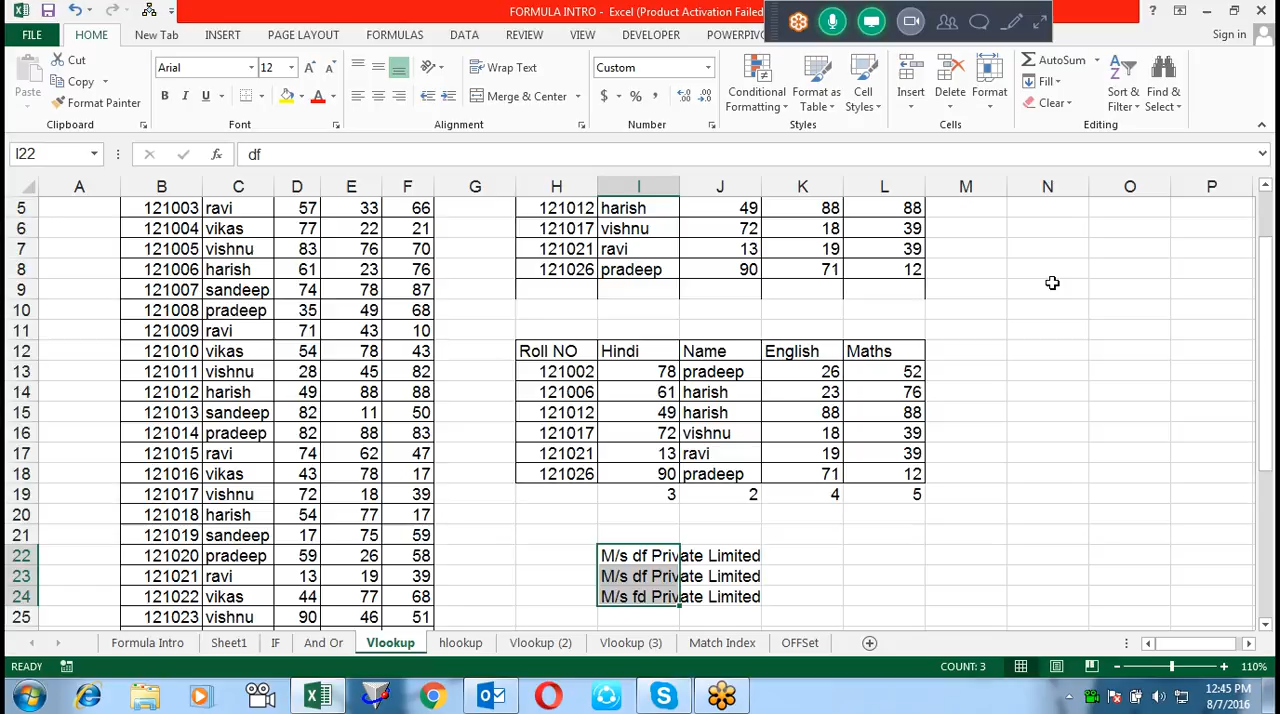 FORMULA INTRO - Excel (Product Activation Failed
FILE HOME New Tab INSERT PAGE LAYOUT FORMULAS DATA REVIEW VIEW DEVELOPER POWERPIVOT Sign in
Paste Cut Copy Format Painter Clipboard
Arial 12 B I U Font
Wrap Text Merge & Center Alignment
Custom $ % , Number
Conditional Formatting Format as Table Cell Styles Styles
Insert Delete Format Cells
AutoSum Fill Clear Sort & Filter Find & Select Editing
I22 fx df
A B C D E F G H I J K L M N O P
5 121003 ravi 57 33 66 121012 harish 49 88 88
6 121004 vikas 77 22 21 121017 vishnu 72 18 39
7 121005 vishnu 83 76 70 121021 ravi 13 19 39
8 121006 harish 61 23 76 121026 pradeep 90 71 12
9 121007 sandeep 74 78 87
10 121008 pradeep 35 49 68
11 121009 ravi 71 43 10
12 121010 vikas 54 78 43 Roll NO Hindi Name English Maths
13 121011 vishnu 28 45 82 121002 78 pradeep 26 52
14 121012 harish 49 88 88 121006 61 harish 23 76
15 121013 sandeep 82 11 50 121012 49 harish 88 88
16 121014 pradeep 82 88 83 121017 72 vishnu 18 39
17 121015 ravi 74 62 47 121021 13 ravi 19 39
18 121016 vikas 43 78 17 121026 90 pradeep 71 12
19 121017 vishnu 72 18 39 3 2 4 5
20 121018 harish 54 77 17
21 121019 sandeep 17 75 59
22 121020 pradeep 59 26 58 M/s df Private Limited
23 121021 ravi 13 19 39 M/s df Private Limited
24 121022 vikas 44 77 68 M/s fd Private Limited
25 121023 vishnu 90 46 51
Formula Intro Sheet1 IF And Or Vlookup hlookup Vlookup (2) Vlookup (3) Match Index OFFSet
READY COUNT: 3 110%
12:45 PM
8/7/2016